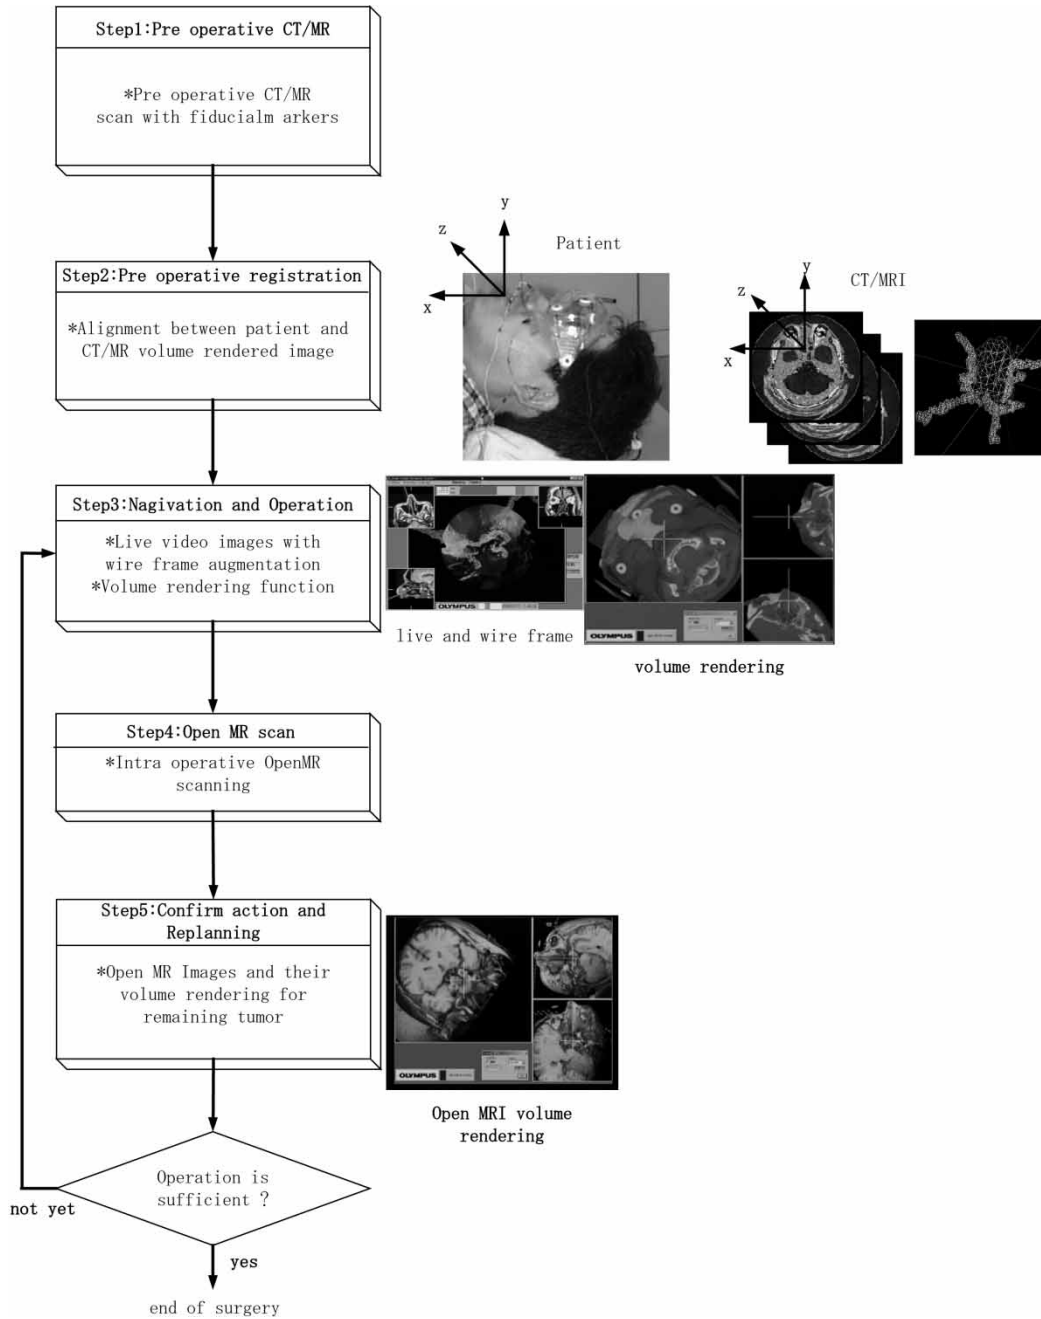 Step1:Pre operative CT/MR
*Pre operative CT/MR
scan with fiducialm arkers
Step2:Pre operative registration
*Alignment between patient and
CT/MR volume rendered image
y
z
x
Patient
y
z
x
CT/MRI
Step3:Nagivation and Operation
*Live video images with
wire frame augmentation
*Volume rendering function
OLYMPUS
live and wire frame
OLYMPUS
volume rendering
Step4:Open MR scan
*Intra operative OpenMR
scanning
Step5:Confirm action and
Replanning
*Open MR Images and their
volume rendering for
remaining tumor
OLYMPUS
Open MRI volume
rendering
Operation is
sufficient ?
not yet
yes
end of surgery